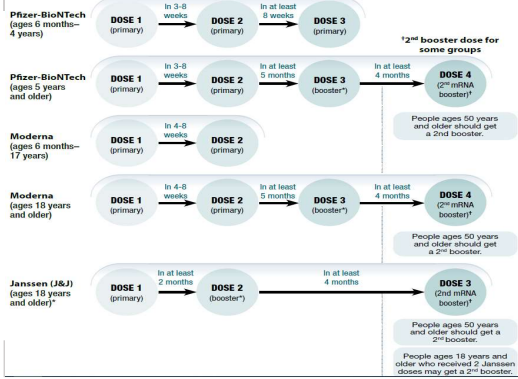 Pfizer-BioNTech
(ages 6 months–
4 years)
DOSE 1
(primary)
In 3-8
weeks
DOSE 2
(primary)
In at least
8 weeks
DOSE 3
(primary)
†2nd booster dose for
some groups
Pfizer-BioNTech
(ages 5 years
and older)
DOSE 1
(primary)
In 3-8
weeks
DOSE 2
(primary)
In at least
5 months
DOSE 3
(booster*)
In at least
4 months
DOSE 4
(2nd mRNA
booster)†
People ages 50 years
and older should get
a 2nd booster.
Moderna
(ages 6 months–
17 years)
DOSE 1
(primary)
In 4-8
weeks
DOSE 2
(primary)
Moderna
(ages 18 years
and older)
DOSE 1
(primary)
In 4-8
weeks
DOSE 2
(primary)
In at least
5 months
DOSE 3
(booster*)
In at least
4 months
DOSE 4
(2nd mRNA
booster)†
People ages 50 years
and older should get
a 2nd booster.
Janssen (J&J)
(ages 18 years
and older)*
DOSE 1
(primary)
In at least
2 months
DOSE 2
(booster*)
In at least
4 months
DOSE 3
(2nd mRNA
booster)†
People ages 50 years
and older should get a
2nd booster.
People ages 18 years and
older who received 2 Janssen
doses may get a 2nd booster.